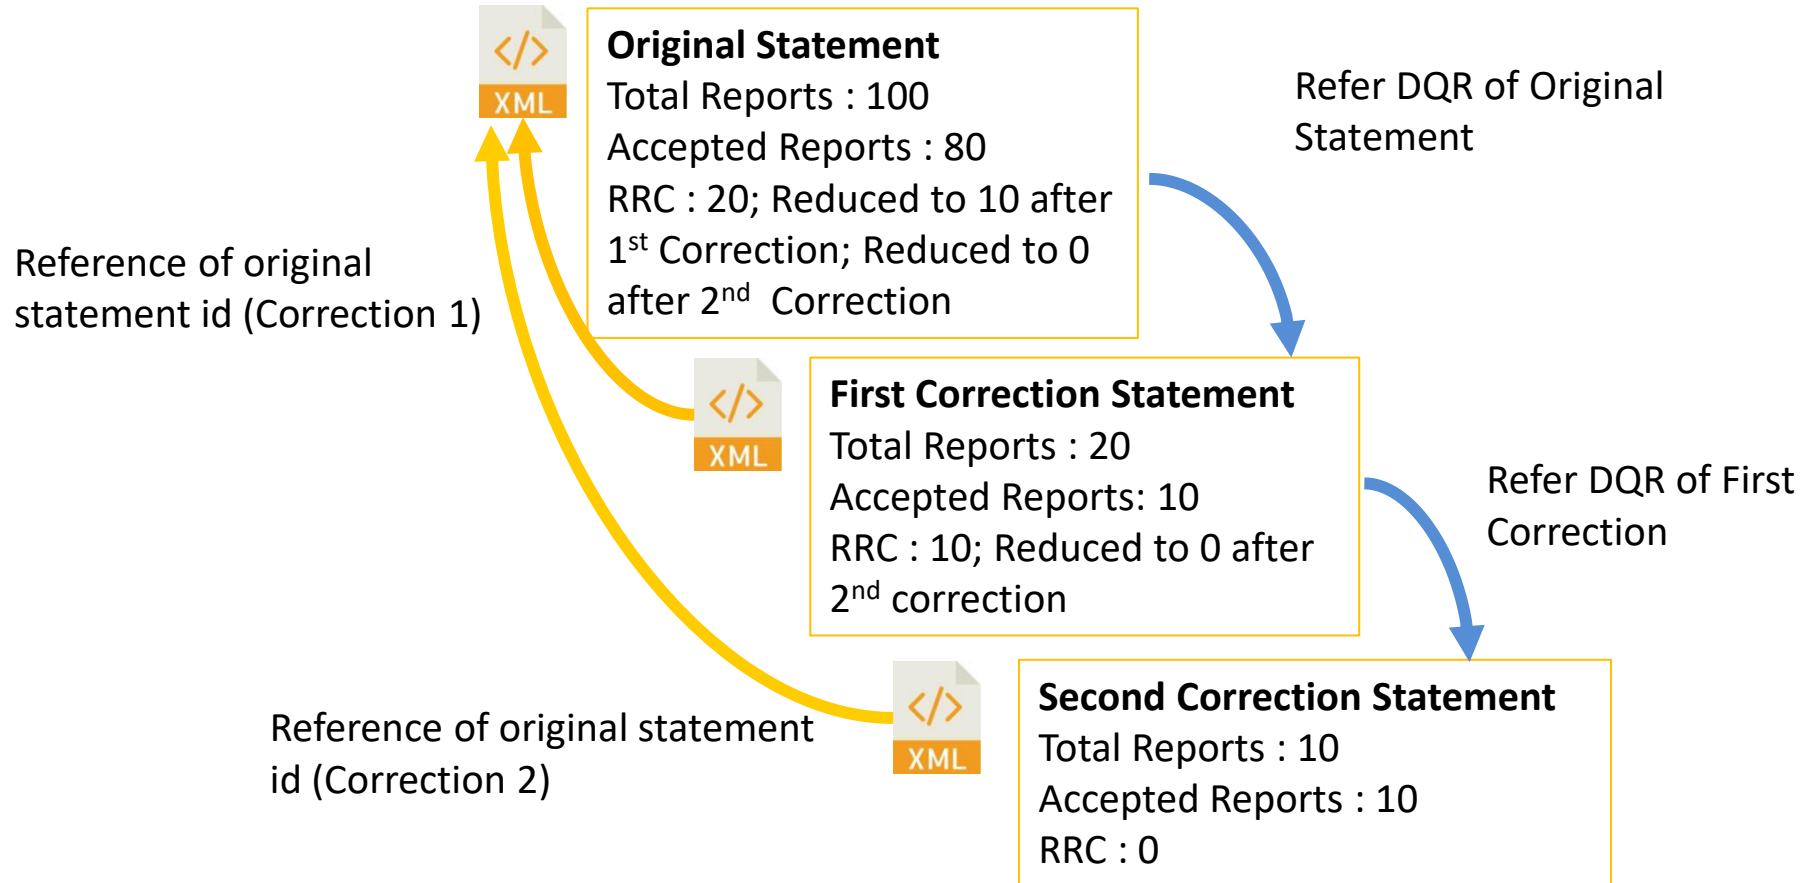 </>
XML
Original Statement
Total Reports : 100
Accepted Reports : 80
RRC : 20; Reduced to 10 after
1st Correction; Reduced to 0
after 2nd Correction
Refer DQR of Original
Statement
Reference of original
statement id (Correction 1)
</>
XML
First Correction Statement
Total Reports : 20
Accepted Reports: 10
RRC : 10; Reduced to 0 after
2nd correction
Refer DQR of First
Correction
Reference of original statement
id (Correction 2)
</>
XML
Second Correction Statement
Total Reports : 10
Accepted Reports : 10
RRC : 0